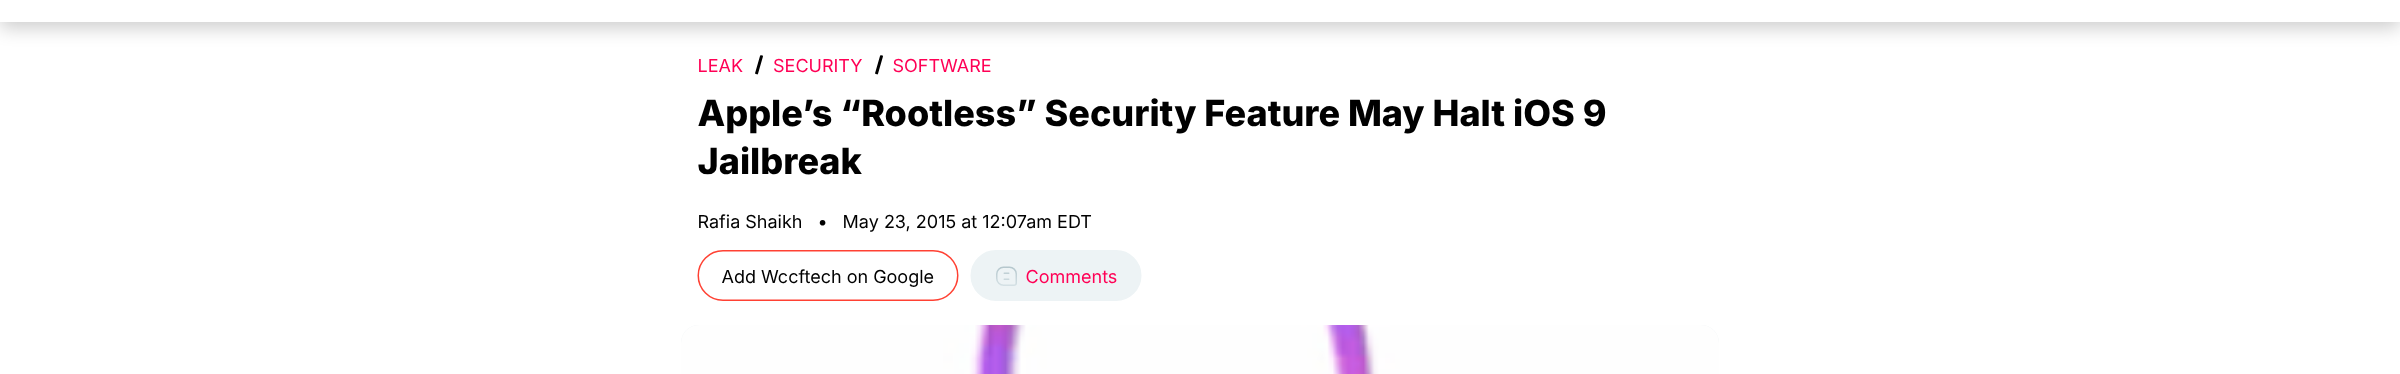 LEAK / SECURITY / SOFTWARE
Apple’s “Rootless” Security Feature May Halt iOS 9
Jailbreak
Rafia Shaikh • May 23, 2015 at 12:07am EDT
Add Wccftech on Google Comments